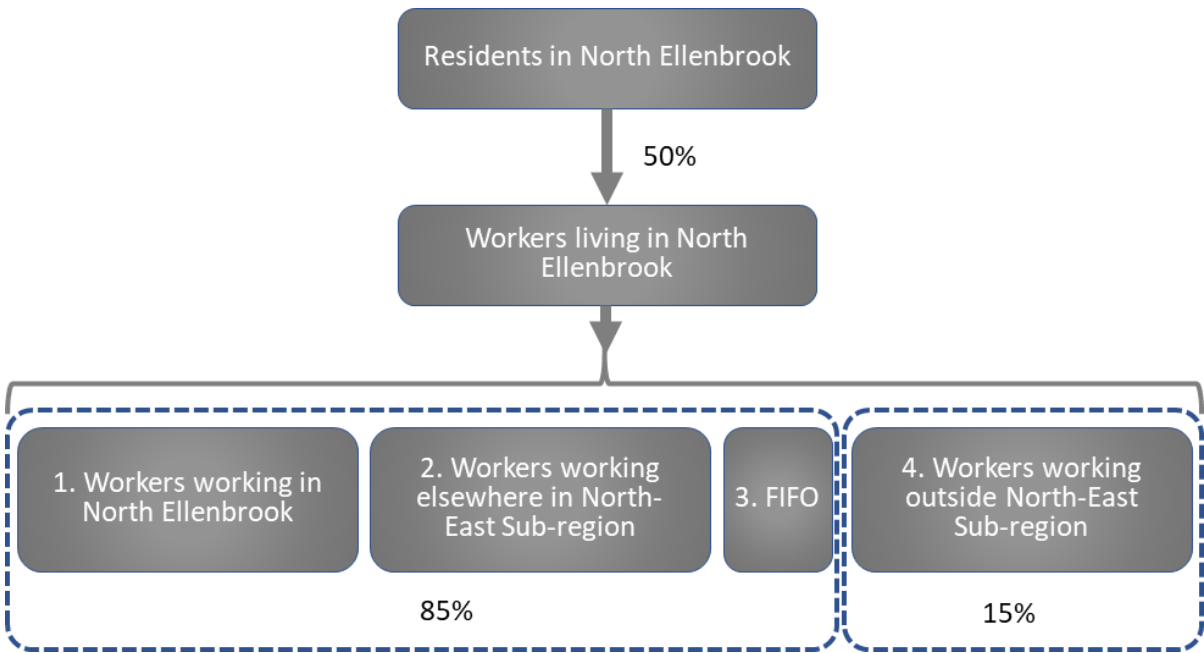 Residents in North Ellenbrook
50%
Workers living in North
Ellenbrook
1. Workers working in
North Ellenbrook
2. Workers working
elsewhere in North-
East Sub-region
3. FIFO
4. Workers working
outside North-East
Sub-region
85%
15%